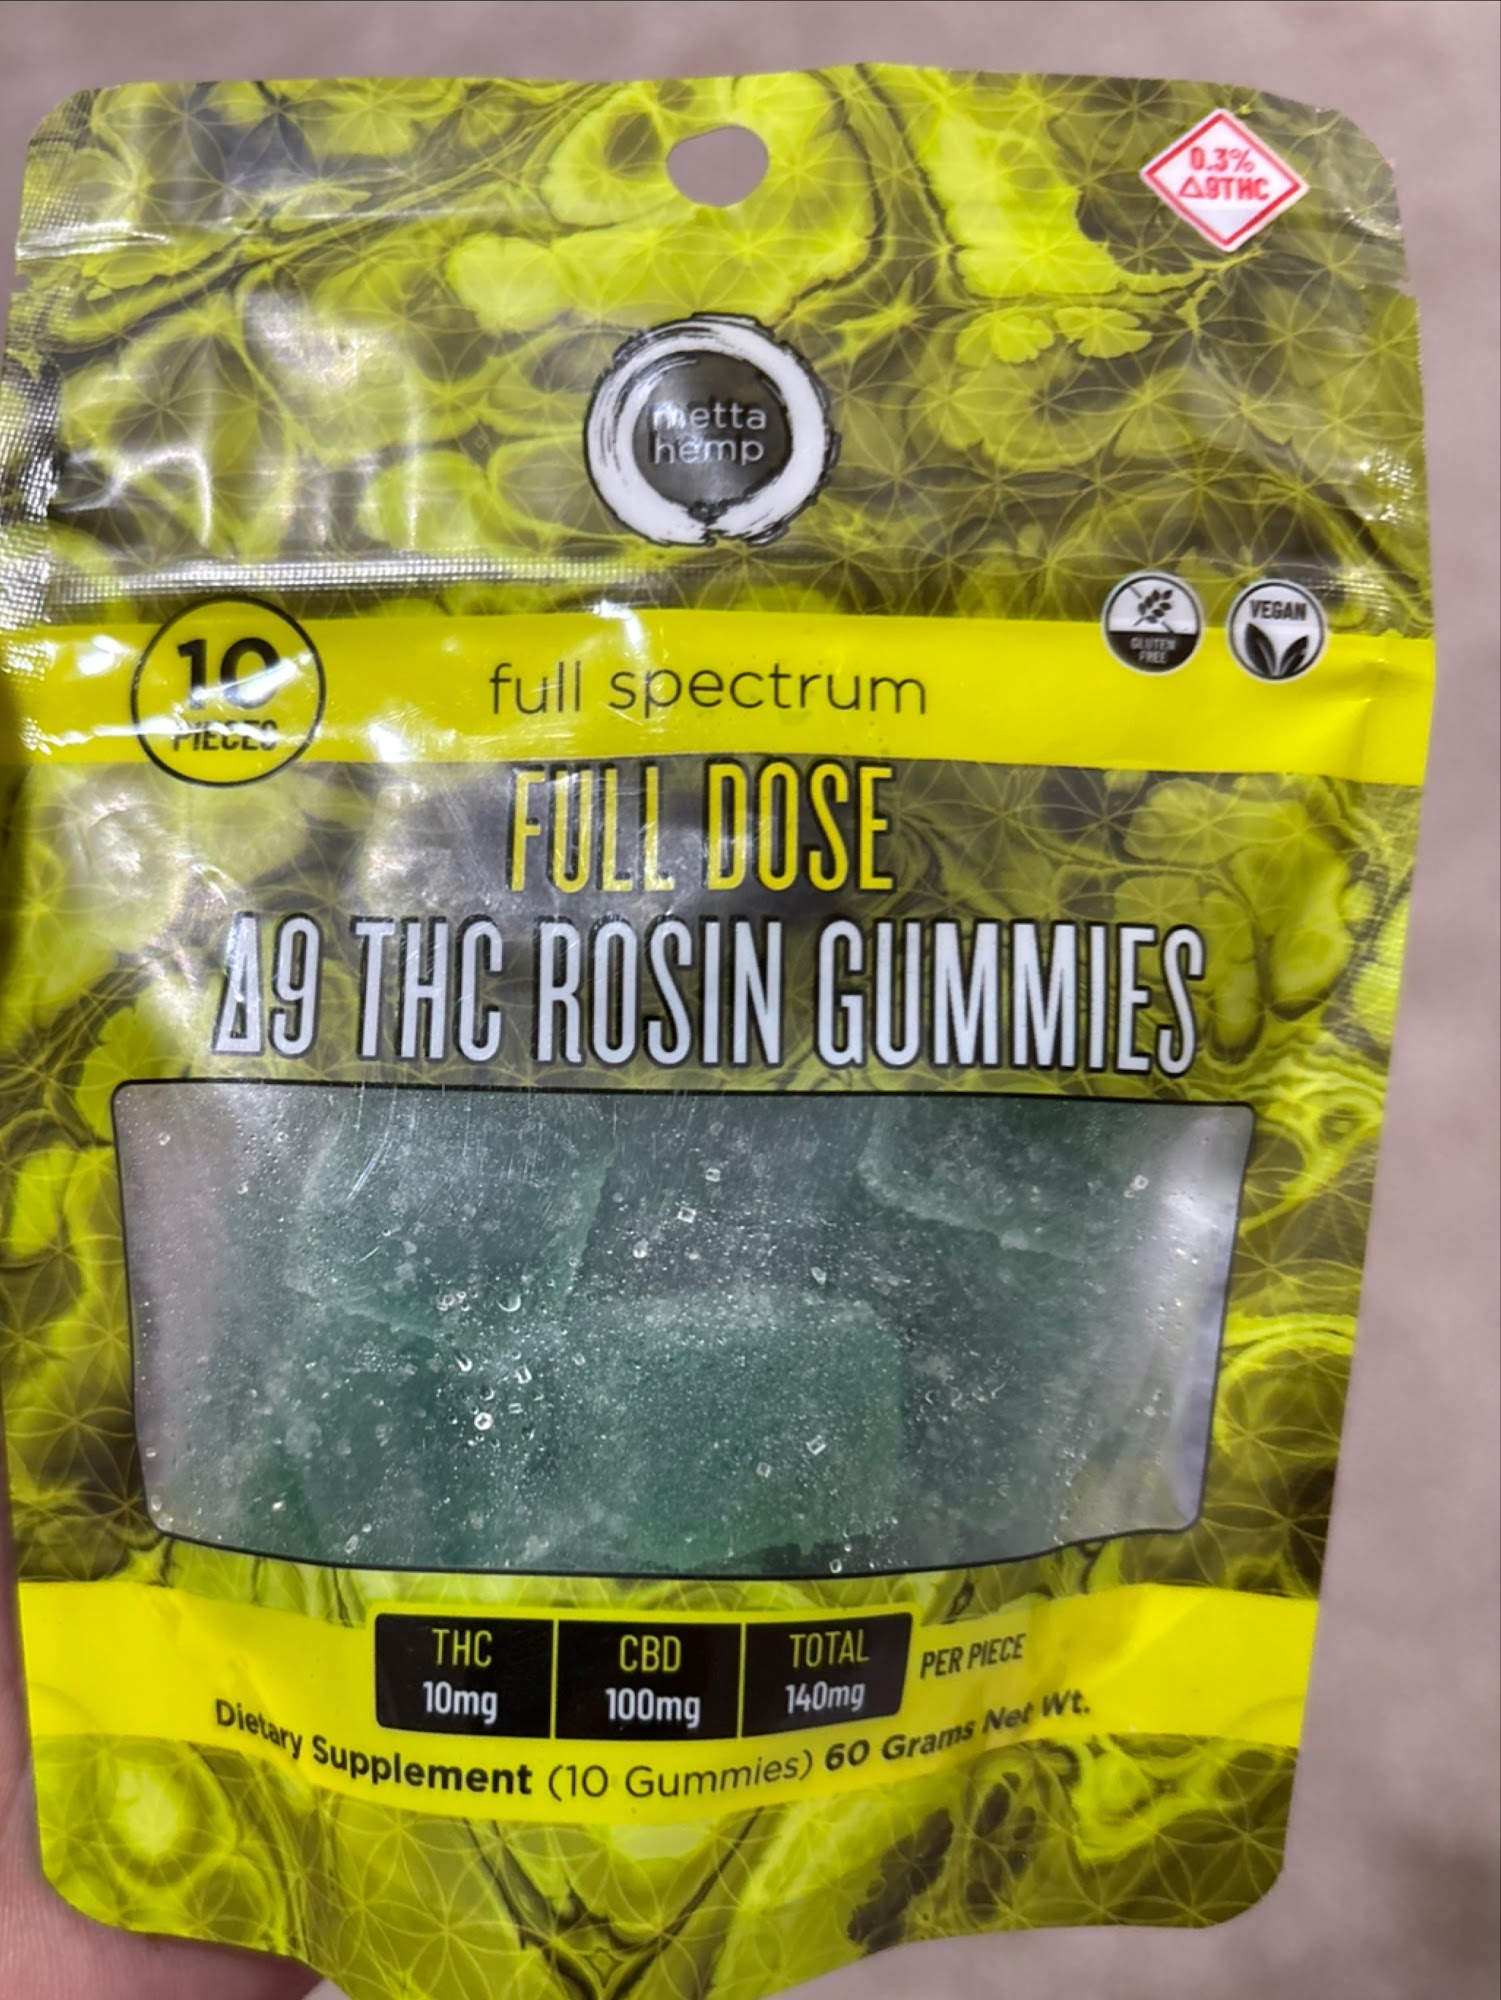 0.3%
Δ9THC
metta
hemp
10
PIECES
full spectrum
GLUTEN
FREE
VEGAN
FULL DOSE
Δ9 THC ROSIN GUMMIES
THC
10mg
CBD
100mg
TOTAL
140mg
PER PIECE
Dietary Supplement (10 Gummies) 60 Grams Net Wt.